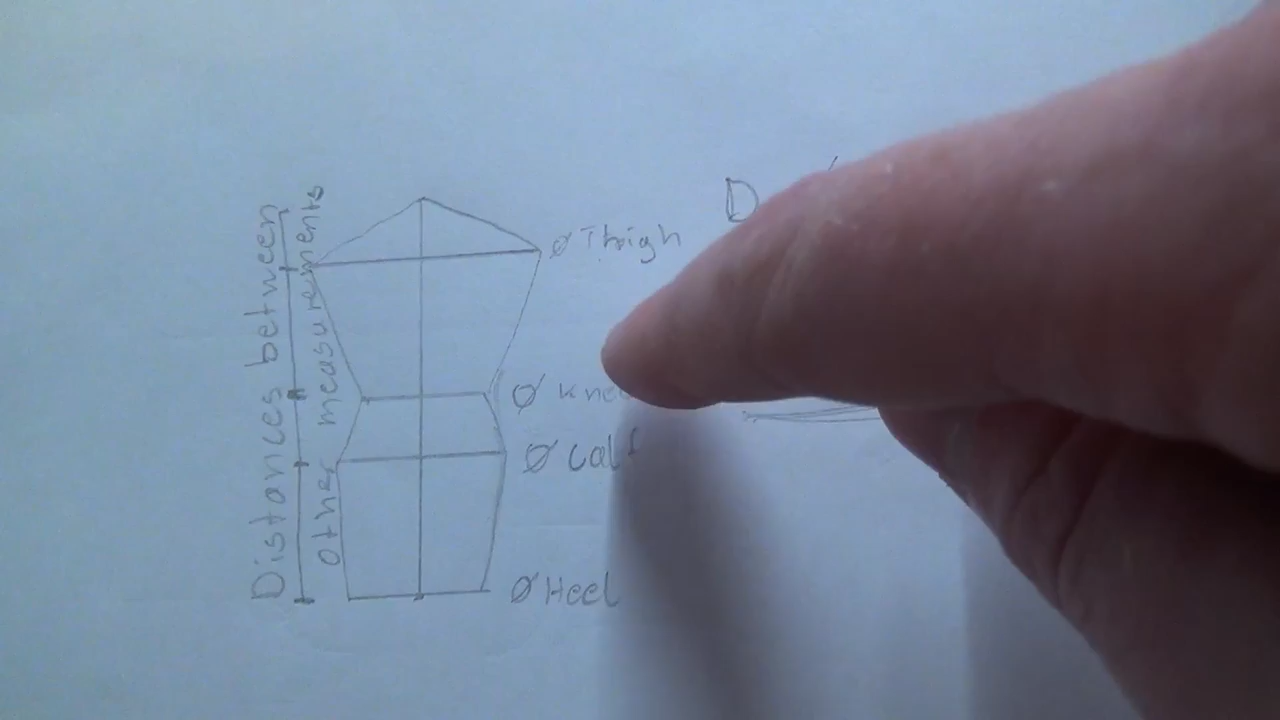 Distances between
other measurements
Ø Thigh
Ø Knee
Ø Calf
Ø Heel
D